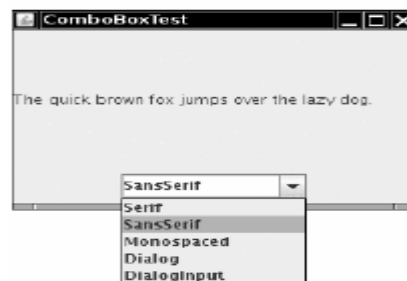 ComboBoxTest
The quick brown fox jumps over the lazy dog.
SansSerif
Serif
SansSerif
Monospaced
Dialog
DialogInput